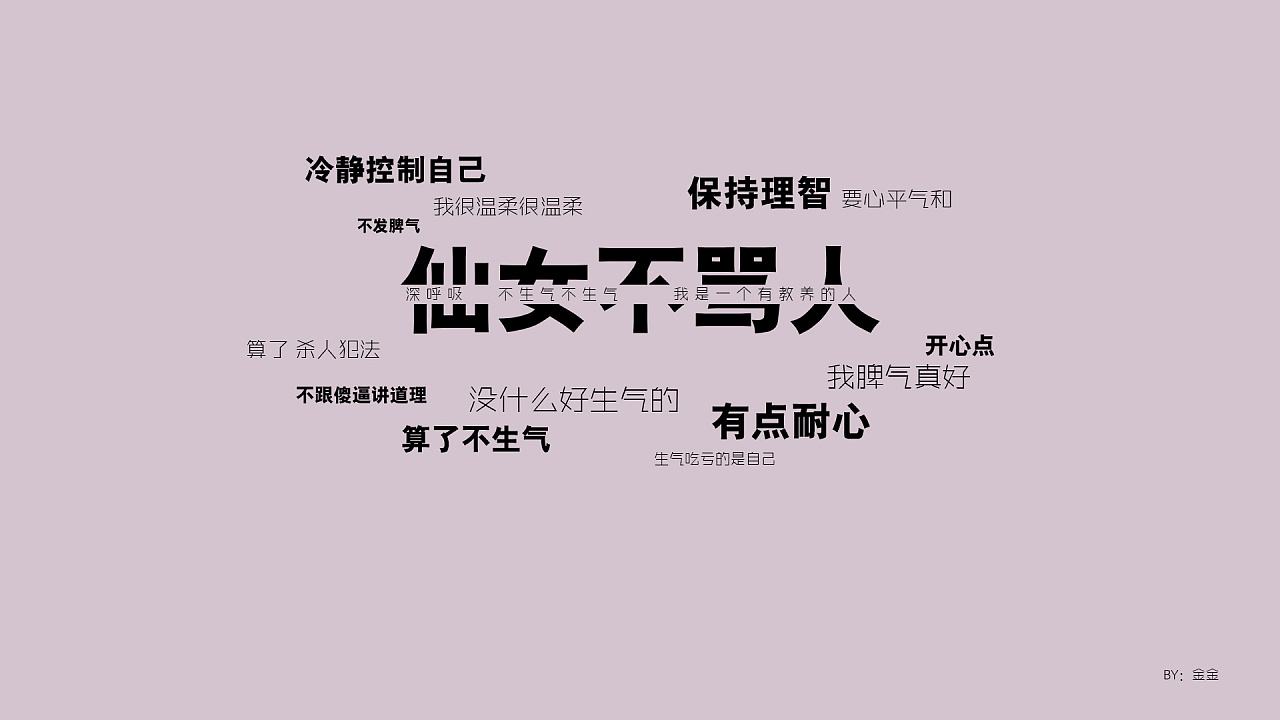 冷静控制自己
保持理智 要心平气和
我很温柔很温柔
不发脾气
仙女不骂人
深呼吸 不生气不生气 我是一个有教养的人
算了 杀人犯法
开心点
我脾气真好
不跟傻逼讲道理
没什么好生气的
有点耐心
算了不生气
生气吃亏的是自己
BY：金金